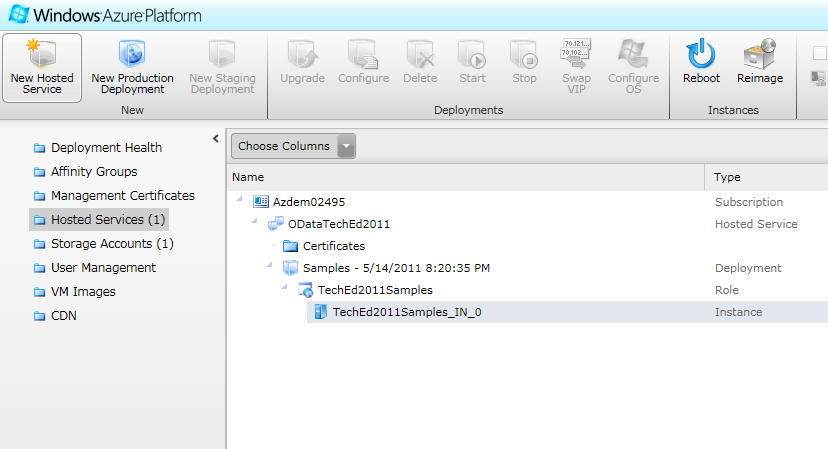 Windows Azure Platform
New Hosted Service
New Production Deployment
New Staging Deployment
Upgrade
Configure
Delete
Start
Stop
Swap VIP
Configure OS
Reboot
Reimage
New
Deployments
Instances
Deployment Health
Affinity Groups
Management Certificates
Hosted Services (1)
Storage Accounts (1)
User Management
VM Images
CDN
Choose Columns
Name Type
Azdem02495 Subscription
ODataTechEd2011 Hosted Service
Certificates
Samples - 5/14/2011 8:20:35 PM Deployment
TechEd2011Samples Role
TechEd2011Samples_IN_0 Instance